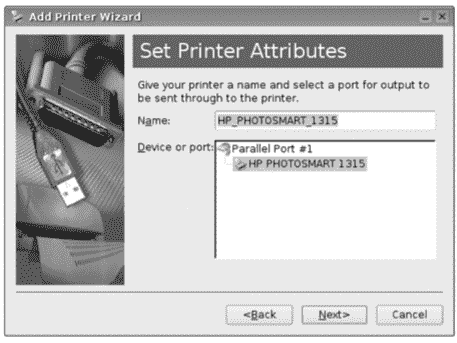 Add Printer Wizard
Set Printer Attributes
Give your printer a name and select a port for output to
be sent through to the printer.
Name: HP_PHOTOSMART_1315
Device or port: Parallel Port #1
HP PHOTOSMART 1315
<Back Next> Cancel